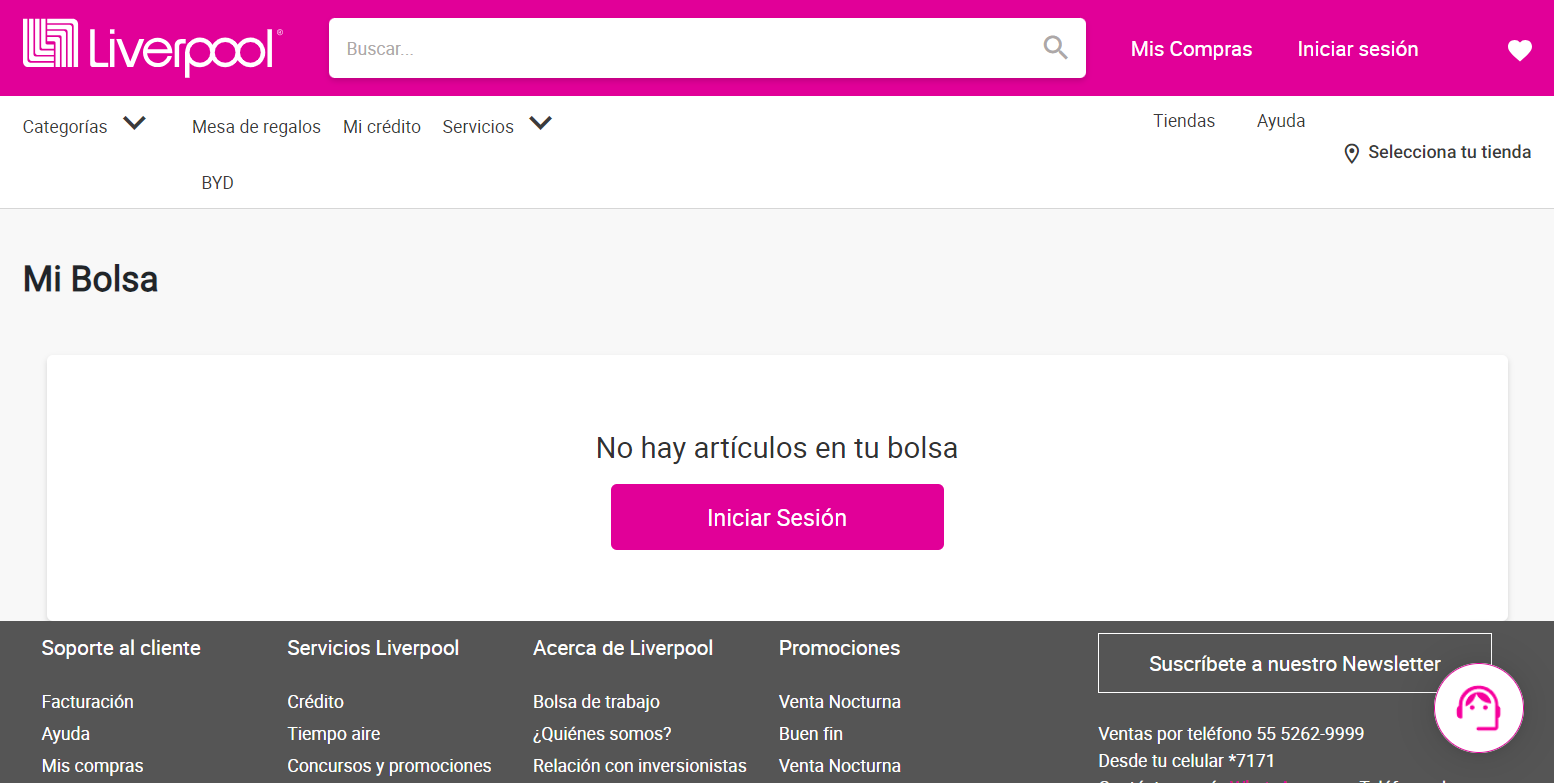 Liverpool®
Buscar...
Mis Compras
Iniciar sesión
Categorías
Mesa de regalos
Mi crédito
Servicios
Tiendas
Ayuda
Selecciona tu tienda
BYD
Mi Bolsa
No hay artículos en tu bolsa
Iniciar Sesión
Soporte al cliente
Facturación
Ayuda
Mis compras
Servicios Liverpool
Crédito
Tiempo aire
Concursos y promociones
Acerca de Liverpool
Bolsa de trabajo
¿Quiénes somos?
Relación con inversionistas
Promociones
Venta Nocturna
Buen fin
Venta Nocturna
Suscríbete a nuestro Newsletter
Ventas por teléfono 55 5262-9999
Desde tu celular *7171